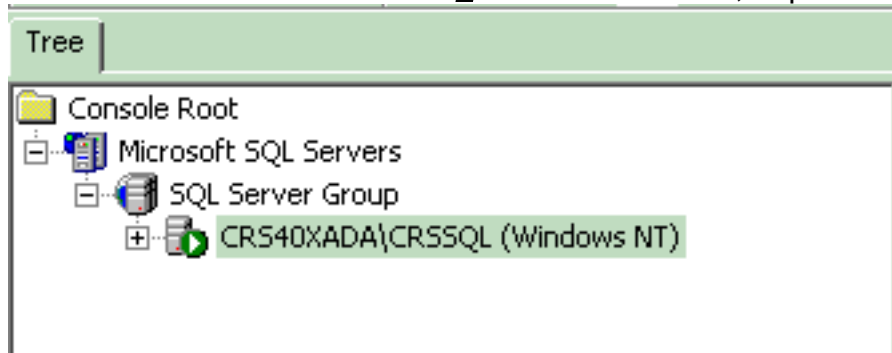 Tree
Console Root
Microsoft SQL Servers
SQL Server Group
CRS40XADA\CRSSQL (Windows NT)